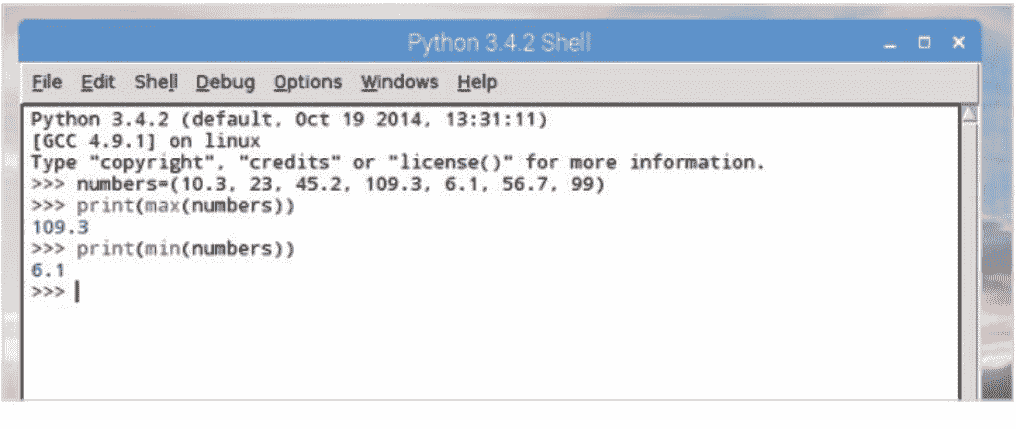 Python 3.4.2 Shell
File Edit Shell Debug Options Windows Help
Python 3.4.2 (default, Oct 19 2014, 13:31:11)
[GCC 4.9.1] on linux
Type "copyright", "credits" or "license()" for more information.
>>> numbers=(10.3, 23, 45.2, 109.3, 6.1, 56.7, 99)
>>> print(max(numbers))
109.3
>>> print(min(numbers))
6.1
>>>